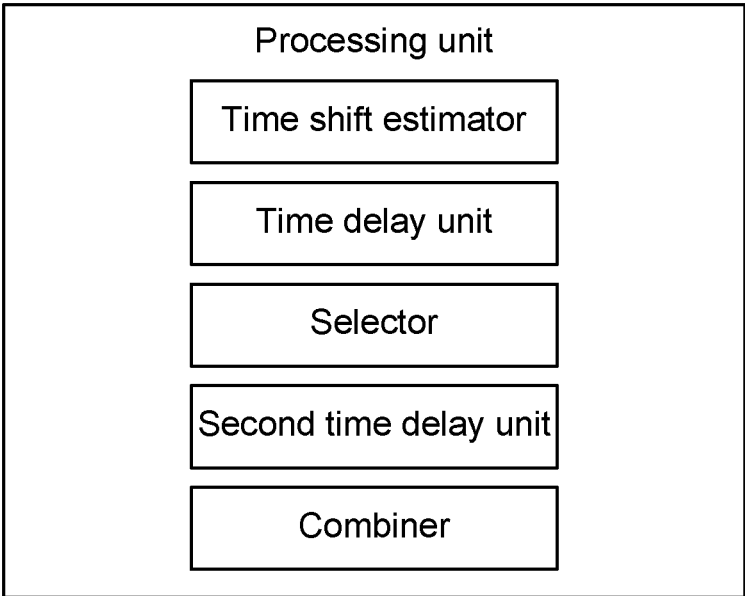 Processing unit
Time shift estimator
Time delay unit
Selector
Second time delay unit
Combiner